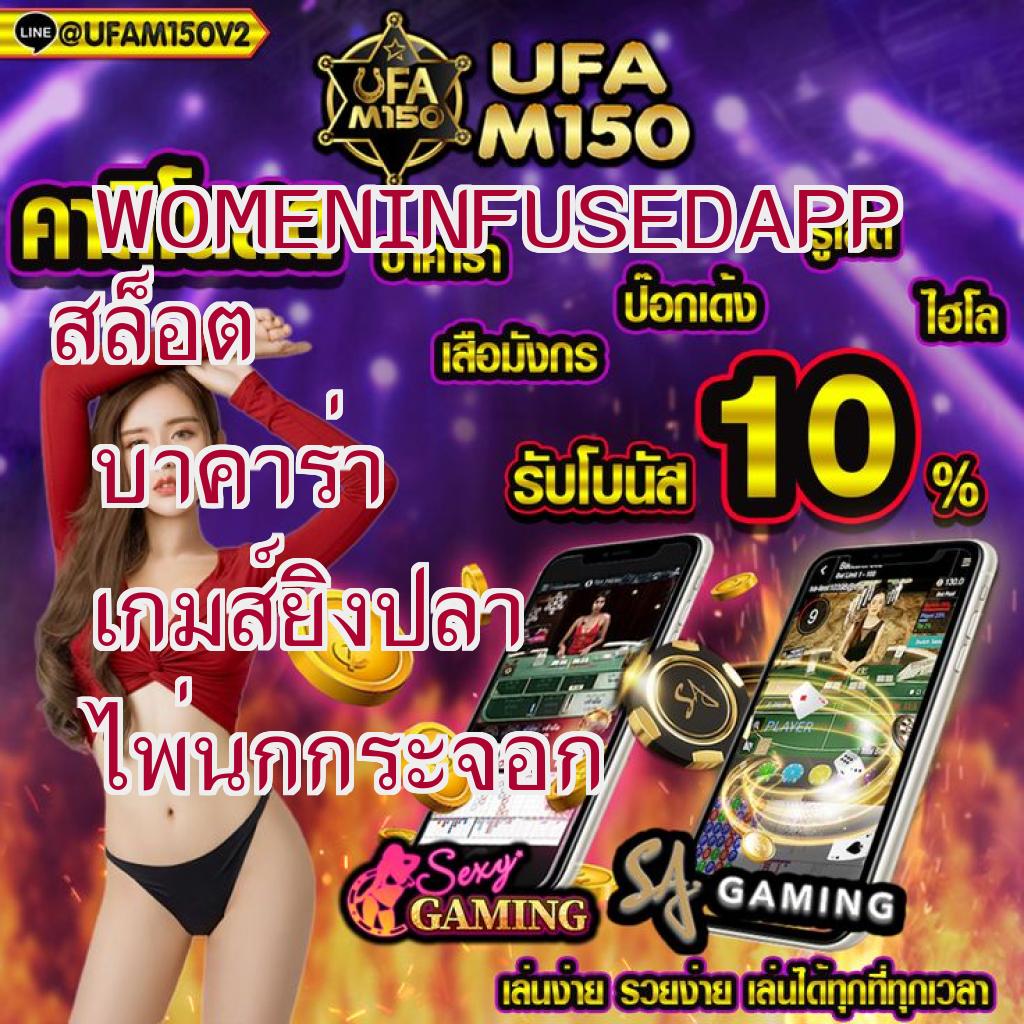 LINE @UFAM150V2
UFA
M150
UFA
M150
WOMENINFUSEDAPP
บาคาร่า
ป๊อกเด้ง
ไฮโล
เสือมังกร
สล็อต
รับโบนัส 10 %
บาคาร่า
เกมส์ยิงปลา
ไพ่นกกระจอก
9
PLAYER
SA
Sexy
GAMING
SA GAMING
เล่นง่าย รวยง่าย เล่นได้ทุกที่ทุกเวลา